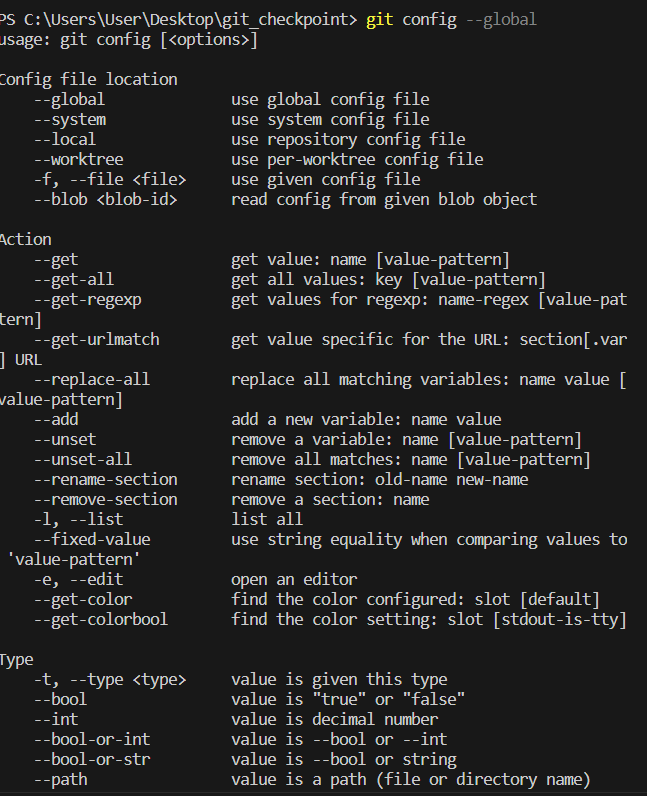 PS C:\Users\User\Desktop\git_checkpoint> git config --global
usage: git config [<options>]
Config file location
--global use global config file
--system use system config file
--local use repository config file
--worktree use per-worktree config file
-f, --file <file> use given config file
--blob <blob-id> read config from given blob object
Action
--get get value: name [value-pattern]
--get-all get all values: key [value-pattern]
--get-regexp get values for regexp: name-regex [value-pat
tern]
--get-urlmatch get value specific for the URL: section[.var
] URL
--replace-all replace all matching variables: name value [
value-pattern]
--add add a new variable: name value
--unset remove a variable: name [value-pattern]
--unset-all remove all matches: name [value-pattern]
--rename-section rename section: old-name new-name
--remove-section remove a section: name
-l, --list list all
--fixed-value use string equality when comparing values to
'value-pattern'
-e, --edit open an editor
--get-color find the color configured: slot [default]
--get-colorbool find the color setting: slot [stdout-is-tty]
Type
-t, --type <type> value is given this type
--bool value is "true" or "false"
--int value is decimal number
--bool-or-int value is --bool or --int
--bool-or-str value is --bool or string
--path value is a path (file or directory name)